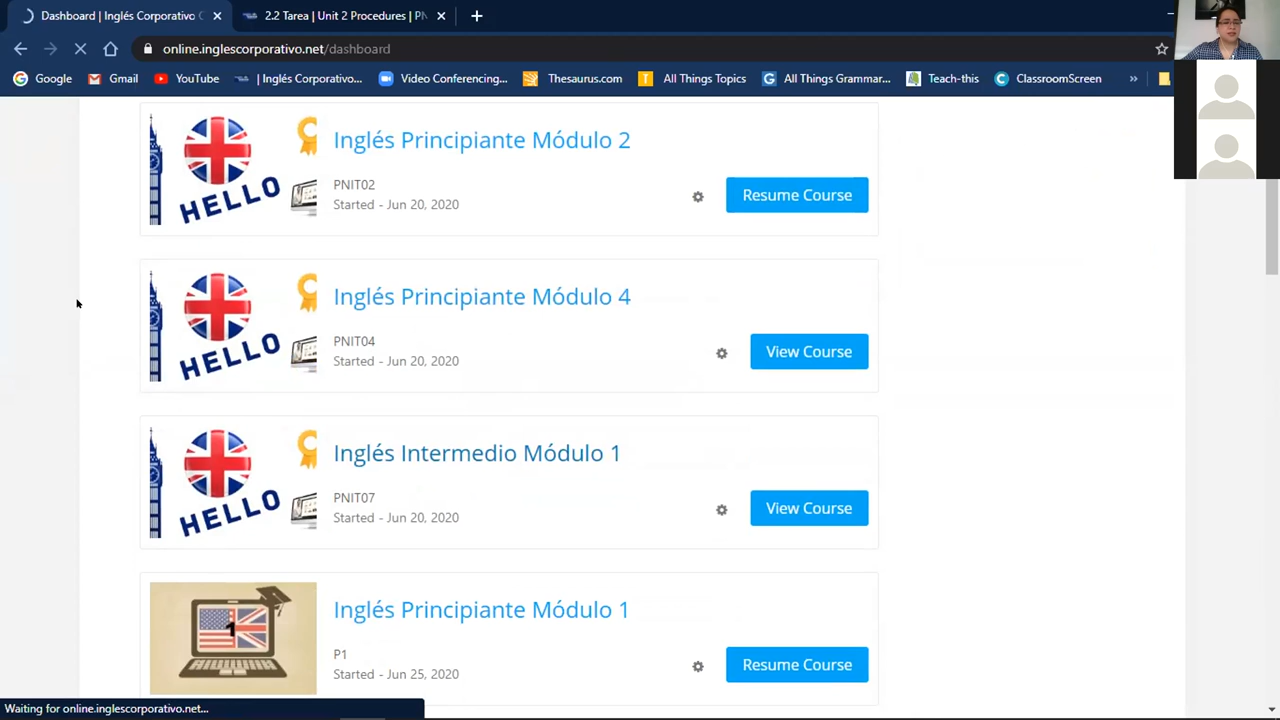 Dashboard | Inglés Corporativo C
2.2 Tarea | Unit 2 Procedures | PN
online.inglescorporativo.net/dashboard
Google
Gmail
YouTube
| Inglés Corporativo...
Video Conferencing...
Thesaurus.com
All Things Topics
All Things Grammar...
Teach-this
ClassroomScreen
HELLO
Inglés Principiante Módulo 2
PNIT02
Started - Jun 20, 2020
Resume Course
HELLO
Inglés Principiante Módulo 4
PNIT04
Started - Jun 20, 2020
View Course
HELLO
Inglés Intermedio Módulo 1
PNIT07
Started - Jun 20, 2020
View Course
1
Inglés Principiante Módulo 1
P1
Started - Jun 25, 2020
Resume Course
Waiting for online.inglescorporativo.net...